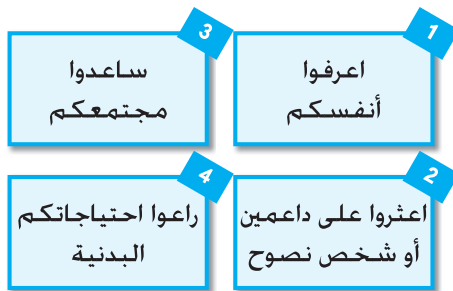 1
اعرفوا
أنفسكم
2
اعثروا على داعمين
أو شخص نصوح
3
ساعدوا
مجتمعكم
4
راعوا احتياجاتكم
البدنية